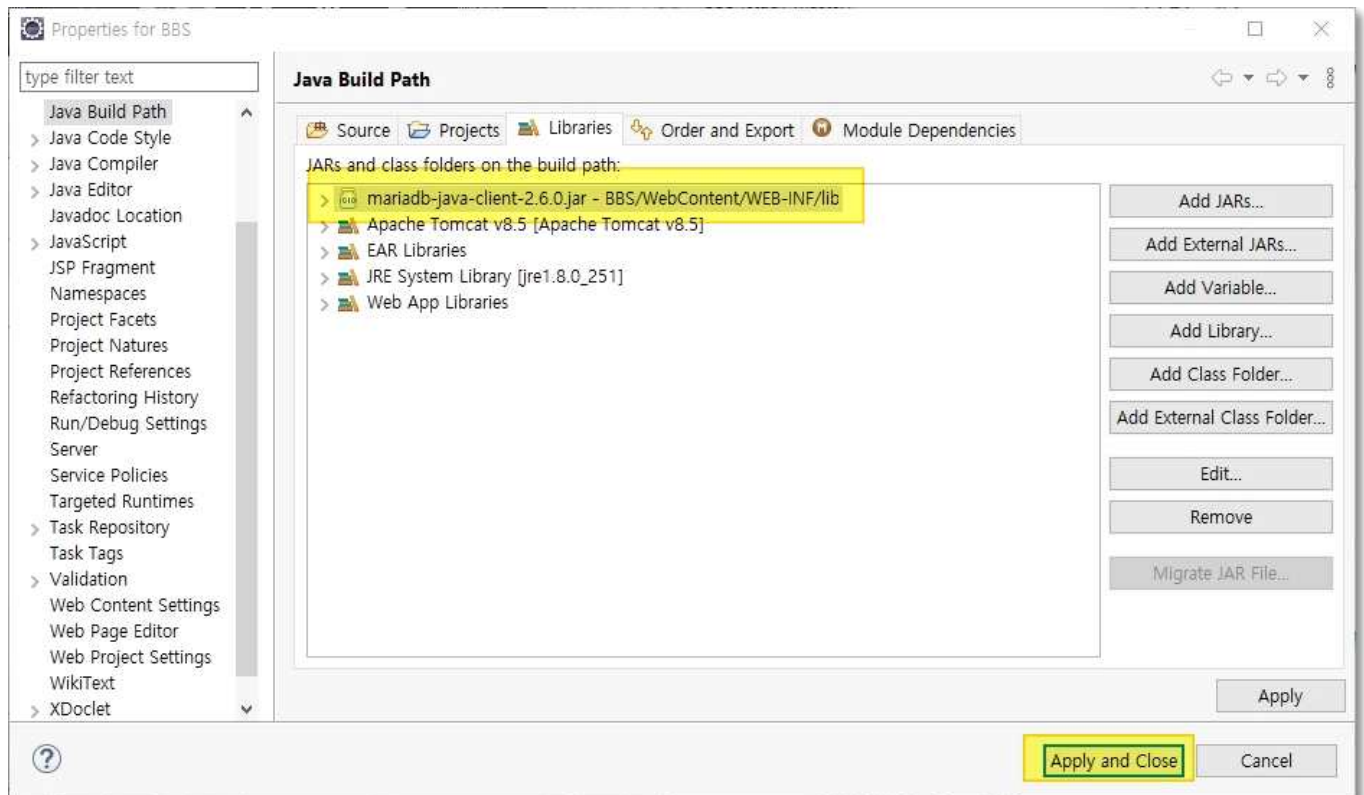 Properties for BBS
type filter text
Java Build Path
Java Code Style
Java Compiler
Java Editor
Javadoc Location
JavaScript
JSP Fragment
Namespaces
Project Facets
Project Natures
Project References
Refactoring History
Run/Debug Settings
Server
Service Policies
Targeted Runtimes
Task Repository
Task Tags
Validation
Web Content Settings
Web Page Editor
Web Project Settings
WikiText
XDoclet
Java Build Path
Source Projects Libraries Order and Export Module Dependencies
JARs and class folders on the build path:
mariadb-java-client-2.6.0.jar - BBS/WebContent/WEB-INF/lib
Apache Tomcat v8.5 [Apache Tomcat v8.5]
EAR Libraries
JRE System Library [jre1.8.0_251]
Web App Libraries
Add JARs...
Add External JARs...
Add Variable...
Add Library...
Add Class Folder...
Add External Class Folder...
Edit...
Remove
Migrate JAR File...
Apply
Apply and Close Cancel